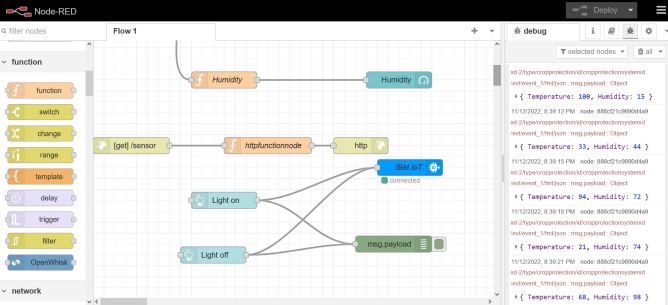 Node-RED
Deploy
filter nodes
Flow 1
debug
i
function
selected nodes
all
function
switch
change
range
template
delay
trigger
filter
OpenWhisk
network
Humidity
Humidity
[get] /sensor
httpfunctionnode
http
IBM IoT
connected
Light on
msg.payload
Light off
iot-2/type/cropprotection/id/cropprotectionsystemid
/evt/event_1/fmt/json : msg.payload : Object
{ Temperature: 100, Humidity: 15 }
11/12/2022, 8:39:12 PM node: 888cf21c9890d4a9
iot-2/type/cropprotection/id/cropprotectionsystemid
/evt/event_1/fmt/json : msg.payload : Object
{ Temperature: 33, Humidity: 44 }
11/12/2022, 8:39:15 PM node: 888cf21c9890d4a9
iot-2/type/cropprotection/id/cropprotectionsystemid
/evt/event_1/fmt/json : msg.payload : Object
{ Temperature: 94, Humidity: 72 }
11/12/2022, 8:39:18 PM node: 888cf21c9890d4a9
iot-2/type/cropprotection/id/cropprotectionsystemid
/evt/event_1/fmt/json : msg.payload : Object
{ Temperature: 21, Humidity: 74 }
11/12/2022, 8:39:21 PM node: 888cf21c9890d4a9
iot-2/type/cropprotection/id/cropprotectionsystemid
/evt/event_1/fmt/json : msg.payload : Object
{ Temperature: 68, Humidity: 98 }